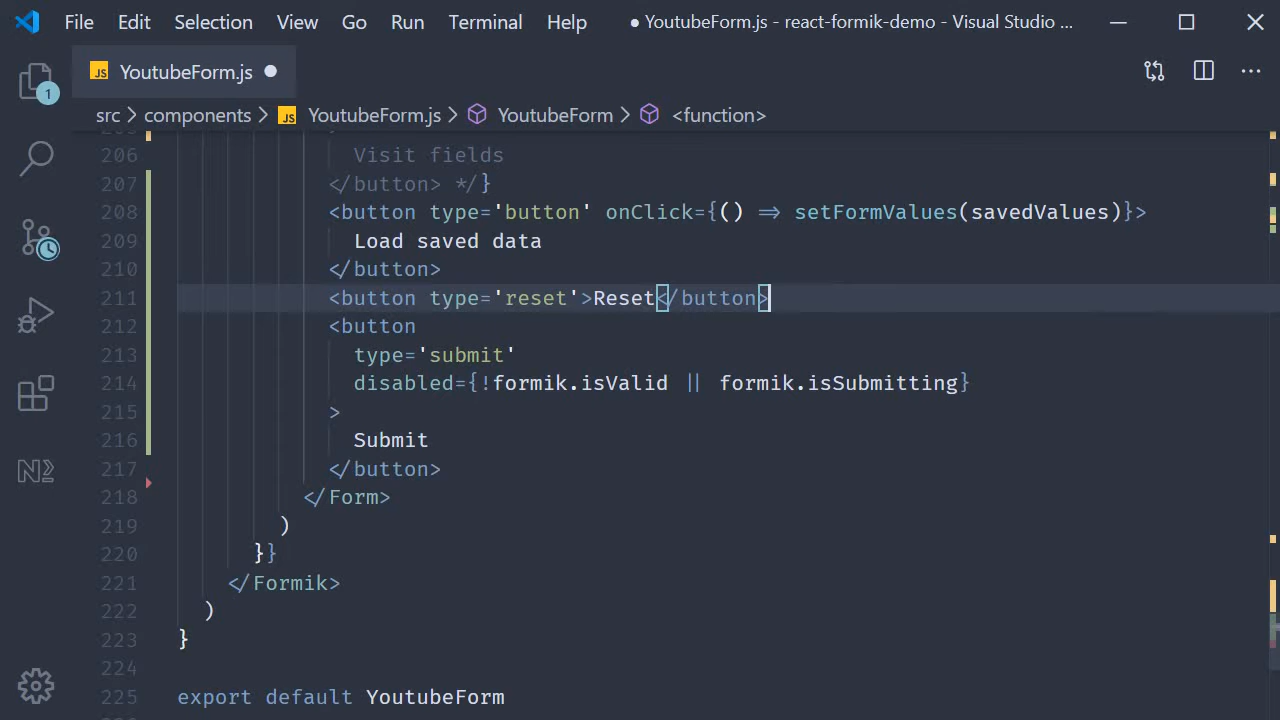 File Edit Selection View Go Run Terminal Help ● YoutubeForm.js - react-formik-demo - Visual Studio ...
JS YoutubeForm.js ●
src > components > JS YoutubeForm.js > YoutubeForm > <function>
1
206 Visit fields
207 </button> */}
208 <button type='button' onClick={() => setFormValues(savedValues)}>
209 Load saved data
210 </button>
211 <button type='reset'>Reset</button>
212 <button
213 type='submit'
214 disabled={!formik.isValid || formik.isSubmitting}
215 >
216 Submit
217 </button>
218 </Form>
219 )
220 }}
221 </Formik>
222 )
223 }
224
225 export default YoutubeForm